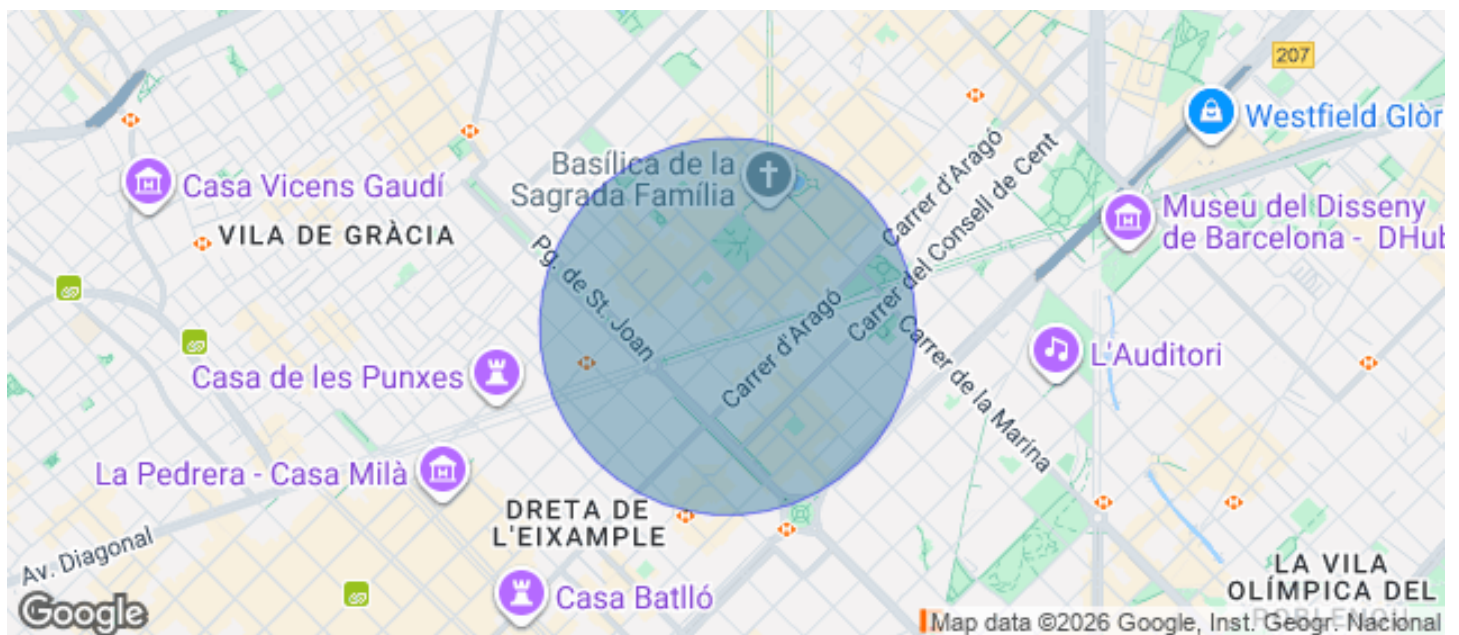 207
Westfield Glòr
Basílica de la
Sagrada Família
Carrer d'Aragó
Carrer del Consell de Cent
Casa Vicens Gaudí
Museu del Disseny
de Barcelona - DHub
VILA DE GRÀCIA
Pg. de St. Joan
Carrer d'Aragó
L'Auditori
Casa de les Punxes
Carrer de la Marina
La Pedrera - Casa Milà
DRETA DE
L'EIXAMPLE
Av. Diagonal
Casa Batlló
LA VILA
OLÍMPICA DEL
Google
Map data ©2026 Google, Inst. Geogr. Nacional